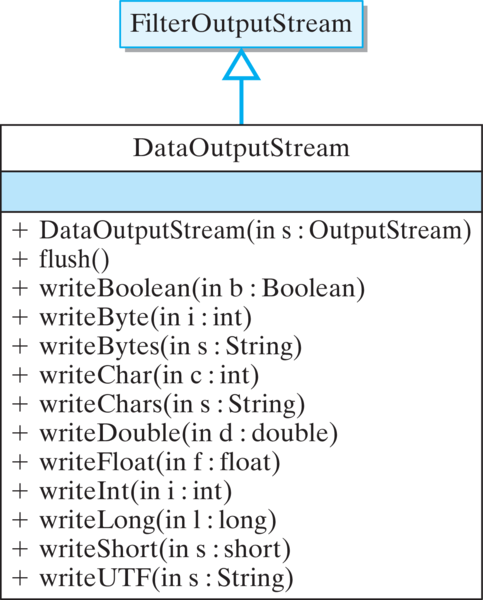 FilterOutputStream
DataOutputStream
+ DataOutputStream(in s : OutputStream)
+ flush()
+ writeBoolean(in b : Boolean)
+ writeByte(in i : int)
+ writeBytes(in s : String)
+ writeChar(in c : int)
+ writeChars(in s : String)
+ writeDouble(in d : double)
+ writeFloat(in f : float)
+ writeInt(in i : int)
+ writeLong(in l : long)
+ writeShort(in s : short)
+ writeUTF(in s : String)